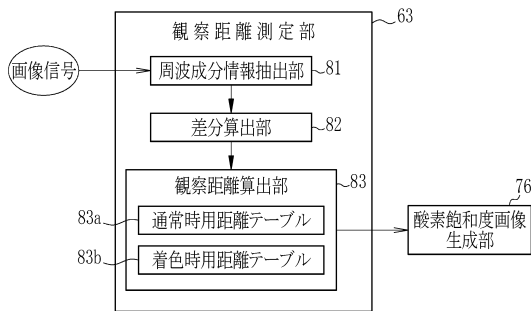 63
観察距離測定部
画像信号
周波成分情報抽出部
81
差分算出部
82
観察距離算出部
83
83a
通常時用距離テーブル
83b
着色時用距離テーブル
76
酸素飽和度画像
生成部